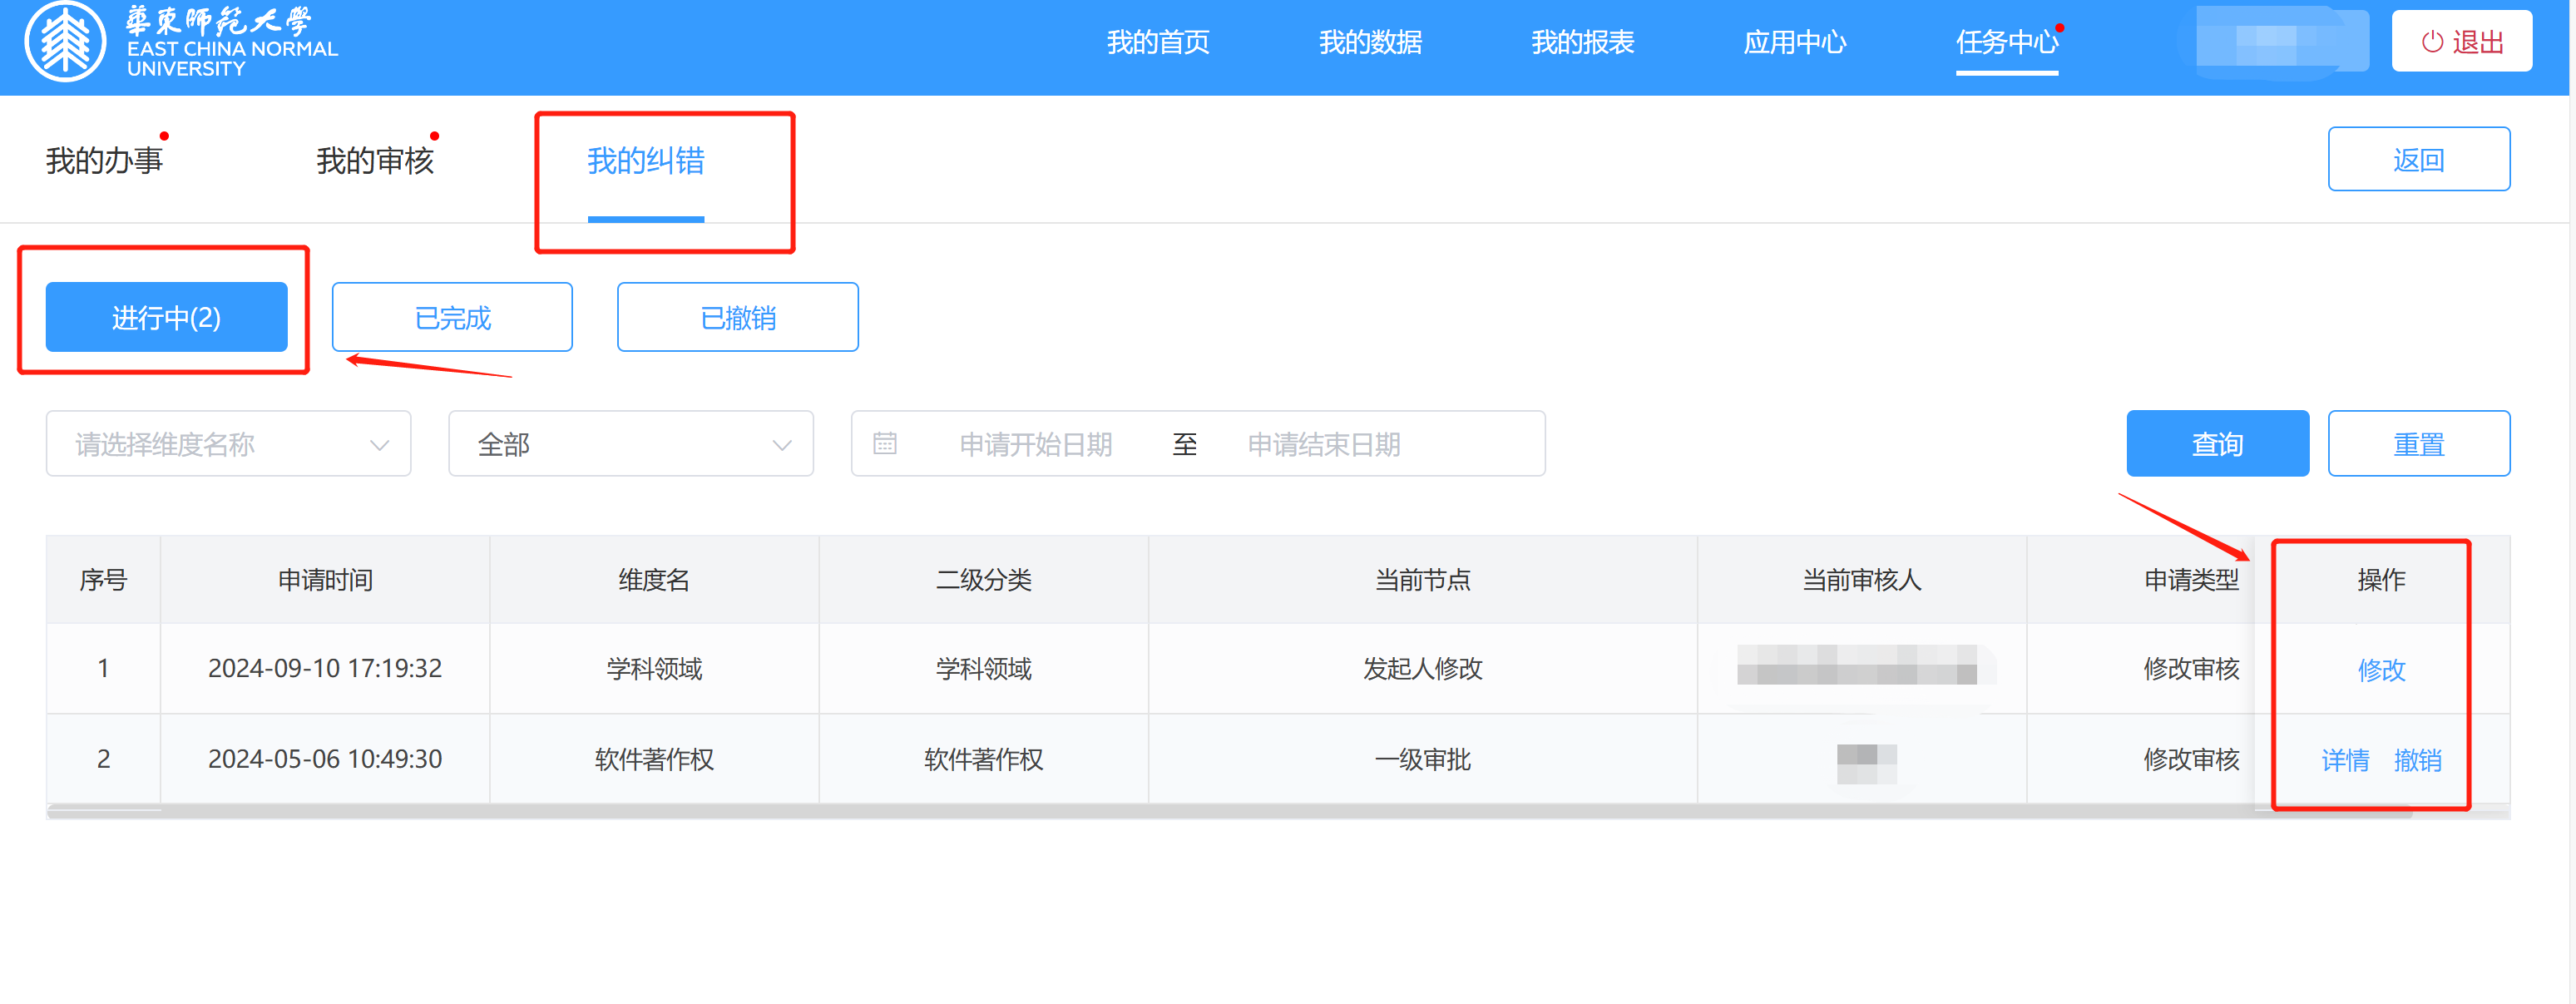 華東師範大學
EAST CHINA NORMAL
UNIVERSITY
我的首页 我的数据 我的报表 应用中心 任务中心 退出
我的办事 我的审核 我的纠错 返回
进行中(2) 已完成 已撤销
请选择维度名称 全部 申请开始日期 至 申请结束日期 查询 重置
序号 申请时间 维度名 二级分类 当前节点 当前审核人 申请类型 操作
1 2024-09-10 17:19:32 学科领域 学科领域 发起人修改 修改审核 修改
2 2024-05-06 10:49:30 软件著作权 软件著作权 一级审批 修改审核 详情 撤销